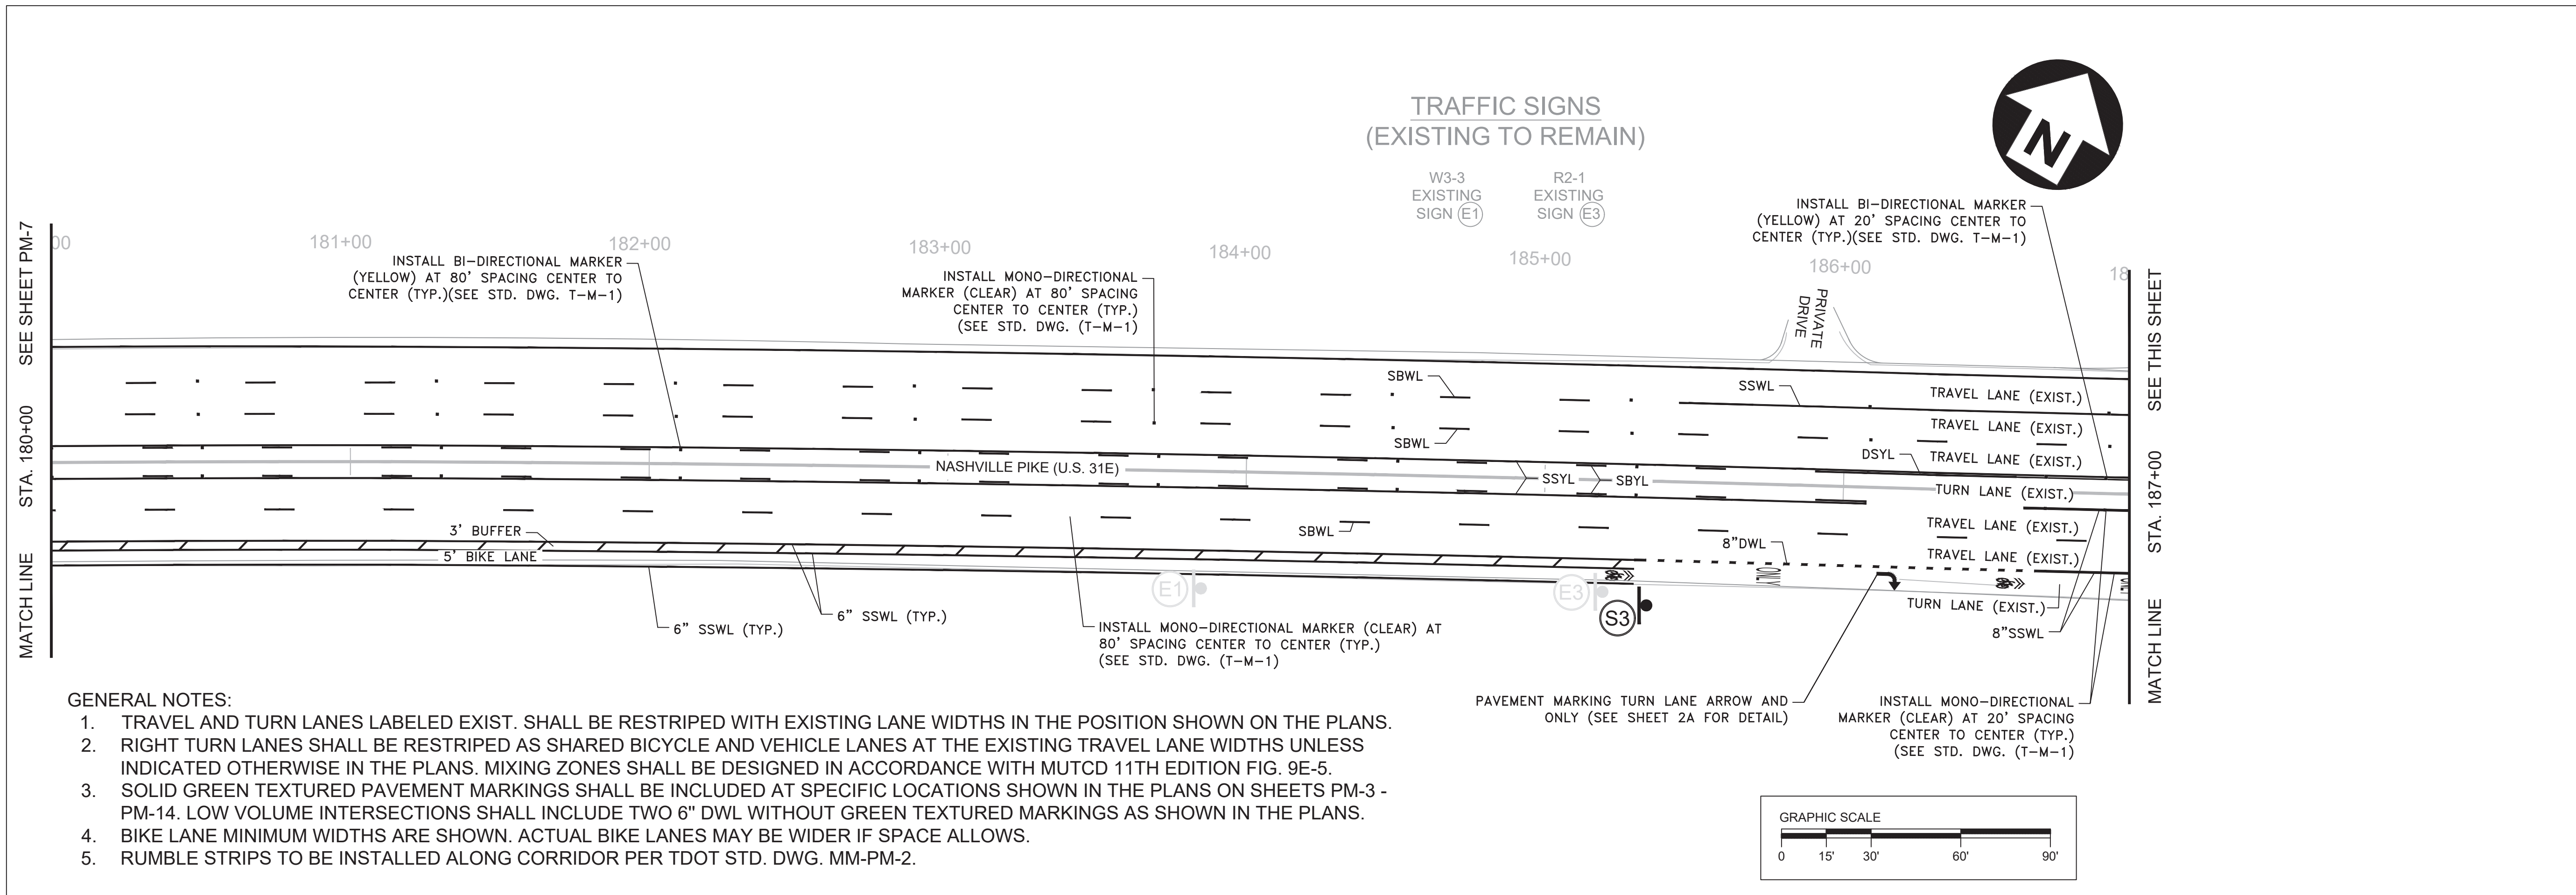 TRAFFIC SIGNS
(EXISTING TO REMAIN)
W3-3
EXISTING
SIGN E1
R2-1
EXISTING
SIGN E3
N
INSTALL BI-DIRECTIONAL MARKER
(YELLOW) AT 20' SPACING CENTER TO
CENTER (TYP.)(SEE STD. DWG. T-M-1)
00
181+00
182+00
183+00
184+00
185+00
186+00
18
INSTALL BI-DIRECTIONAL MARKER
(YELLOW) AT 80' SPACING CENTER TO
CENTER (TYP.)(SEE STD. DWG. T-M-1)
INSTALL MONO-DIRECTIONAL
MARKER (CLEAR) AT 80' SPACING
CENTER TO CENTER (TYP.)
(SEE STD. DWG. (T-M-1)
PRIVATE
DRIVE
MATCH LINE STA. 180+00 SEE SHEET PM-7
MATCH LINE STA. 187+00 SEE THIS SHEET
SBWL
SSWL
TRAVEL LANE (EXIST.)
TRAVEL LANE (EXIST.)
SBWL
DSYL
TRAVEL LANE (EXIST.)
NASHVILLE PIKE (U.S. 31E)
SSYL
SBYL
TURN LANE (EXIST.)
TRAVEL LANE (EXIST.)
3' BUFFER
SBWL
8"DWL
TRAVEL LANE (EXIST.)
5' BIKE LANE
ONLY
E1
E3
S3
TURN LANE (EXIST.)
6" SSWL (TYP.)
6" SSWL (TYP.)
8"SSWL
INSTALL MONO-DIRECTIONAL MARKER (CLEAR) AT
80' SPACING CENTER TO CENTER (TYP.)
(SEE STD. DWG. (T-M-1)
PAVEMENT MARKING TURN LANE ARROW AND
ONLY (SEE SHEET 2A FOR DETAIL)
INSTALL MONO-DIRECTIONAL
MARKER (CLEAR) AT 20' SPACING
CENTER TO CENTER (TYP.)
(SEE STD. DWG. (T-M-1)
GENERAL NOTES:
1. TRAVEL AND TURN LANES LABELED EXIST. SHALL BE RESTRIPED WITH EXISTING LANE WIDTHS IN THE POSITION SHOWN ON THE PLANS.
2. RIGHT TURN LANES SHALL BE RESTRIPED AS SHARED BICYCLE AND VEHICLE LANES AT THE EXISTING TRAVEL LANE WIDTHS UNLESS
INDICATED OTHERWISE IN THE PLANS. MIXING ZONES SHALL BE DESIGNED IN ACCORDANCE WITH MUTCD 11TH EDITION FIG. 9E-5.
3. SOLID GREEN TEXTURED PAVEMENT MARKINGS SHALL BE INCLUDED AT SPECIFIC LOCATIONS SHOWN IN THE PLANS ON SHEETS PM-3 -
PM-14. LOW VOLUME INTERSECTIONS SHALL INCLUDE TWO 6" DWL WITHOUT GREEN TEXTURED MARKINGS AS SHOWN IN THE PLANS.
4. BIKE LANE MINIMUM WIDTHS ARE SHOWN. ACTUAL BIKE LANES MAY BE WIDER IF SPACE ALLOWS.
5. RUMBLE STRIPS TO BE INSTALLED ALONG CORRIDOR PER TDOT STD. DWG. MM-PM-2.
GRAPHIC SCALE
0 15' 30' 60' 90'